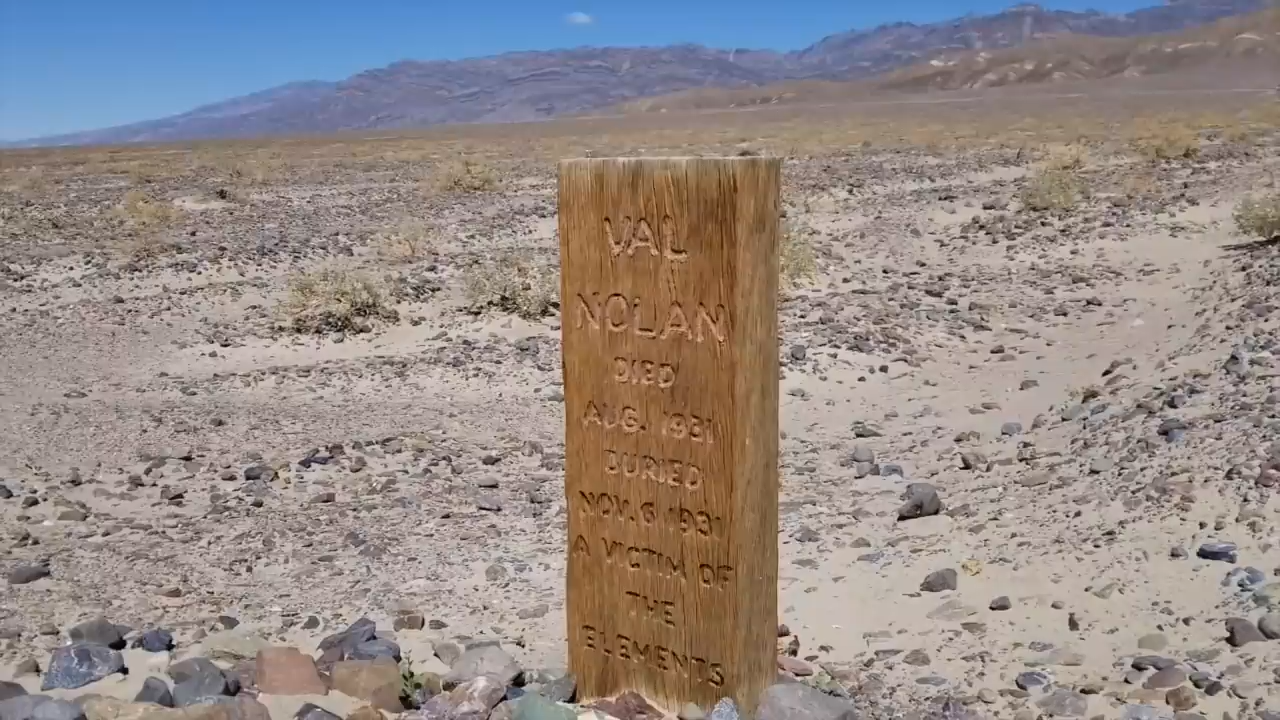 VAL
NOLAN
DIED
AUG. 1931
BURIED
NOV. 6 1931
A VICTIM OF
THE
ELEMENTS